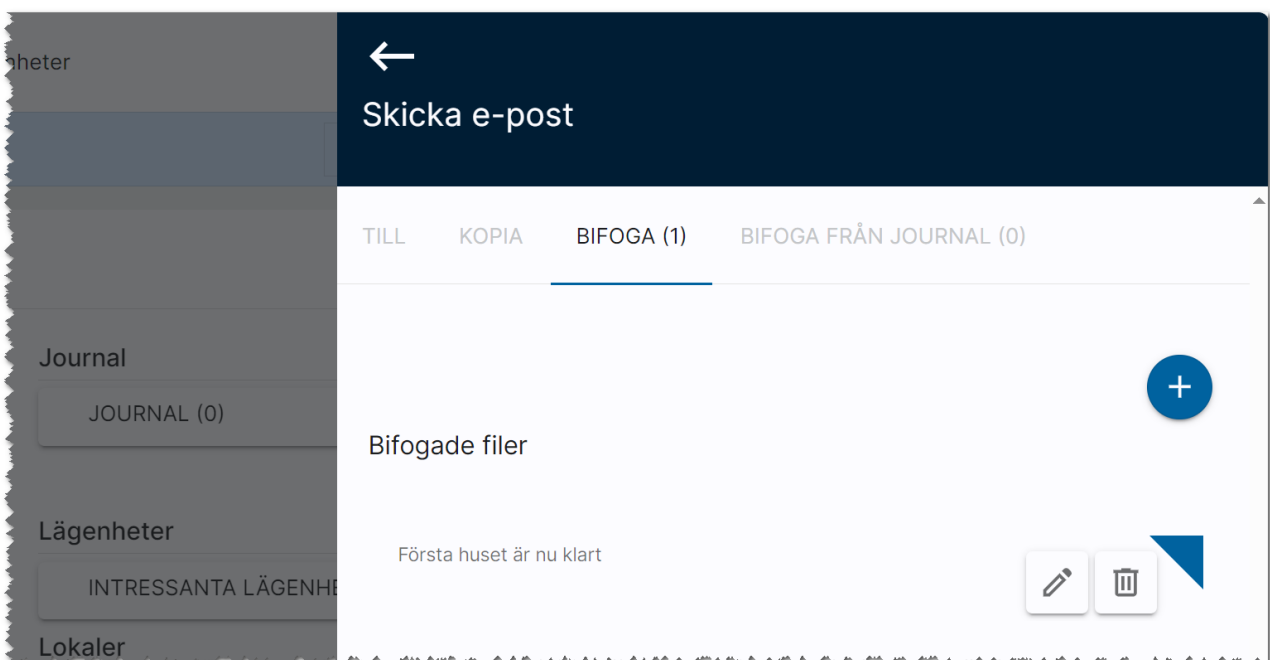 Skicka e-post
TILL KOPIA BIFOGA (1) BIFOGA FRÅN JOURNAL (0)
Journal
JOURNAL (0)
Bifogade filer
Lägenheter
Första huset är nu klart
INTRESSANTA
Lokaler